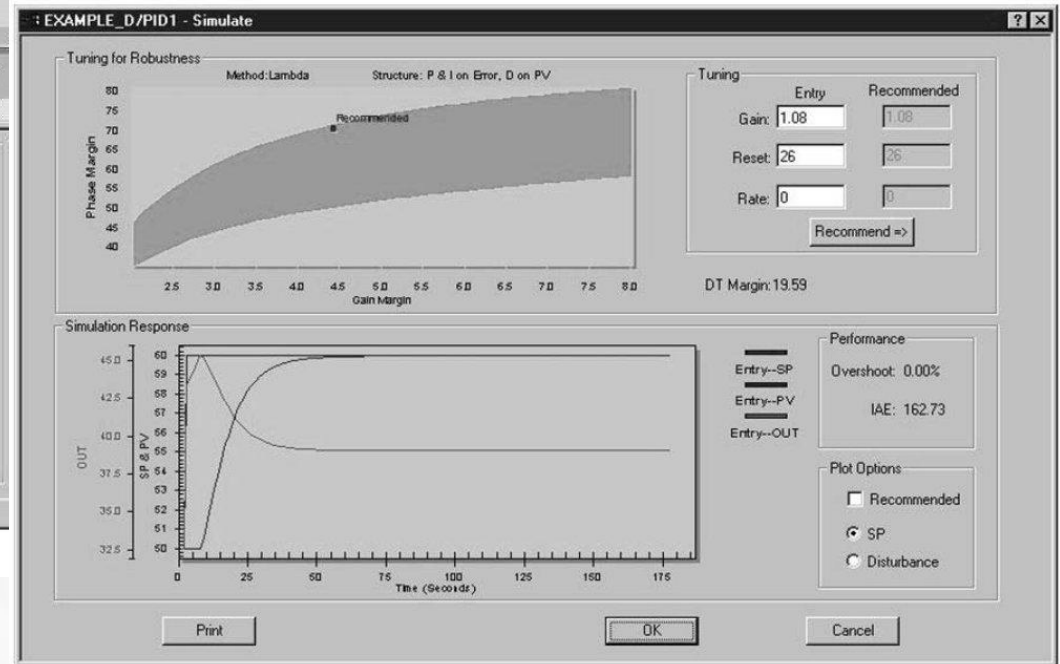 : EXAMPLE_D/PID1 - Simulate
Tuning for Robustness
Method:Lambda Structure: P & I on Error, D on PV
80
75
70
65
60
55
50
45
40
Phase Margin
Recommended
2.5 3.0 3.5 4.0 4.5 5.0 5.5 6.0 6.5 7.0 7.5 8.0
Gain Margin
Tuning
Entry Recommended
Gain: 1.08 1.08
Reset: 26 26
Rate: 0 0
Recommend =>
DT Margin:19.59
Simulation Response
45.0
42.5
40.0
37.5
35.0
32.5
OUT
60
59
58
57
56
55
54
53
52
51
50
SP & PV
0 25 50 75 100 125 150 175
Time (Seconds)
Entry--SP
Entry--PV
Entry--OUT
Performance
Overshoot: 0.00%
IAE: 162.73
Plot Options
Recommended
SP
Disturbance
Print OK Cancel